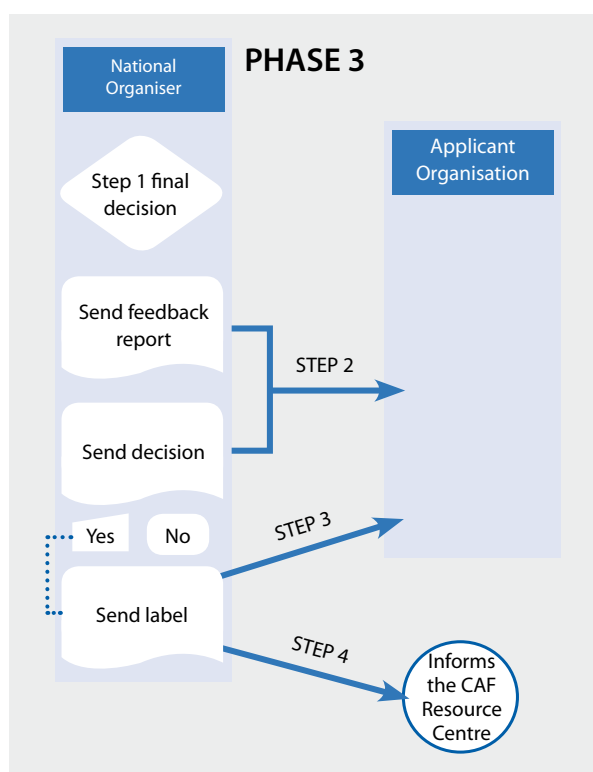 PHASE 3
National
Organiser
Applicant
Organisation
Step 1 final
decision
Send feedback
report
STEP 2
Send decision
Yes
No
STEP 3
Send label
STEP 4
Informs
the CAF
Resource
Centre